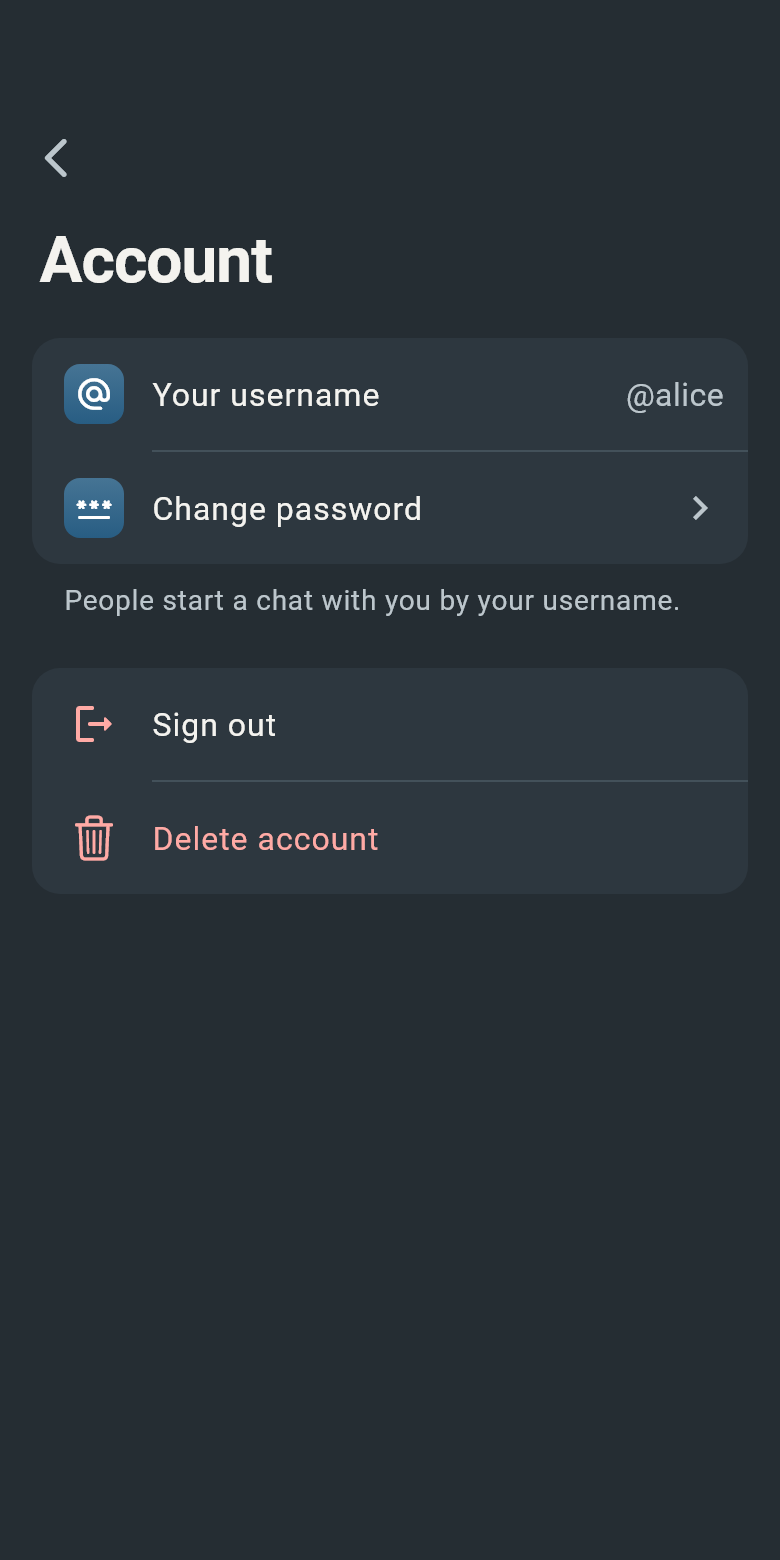 Account
Your username @alice
Change password
People start a chat with you by your username.
Sign out
Delete account